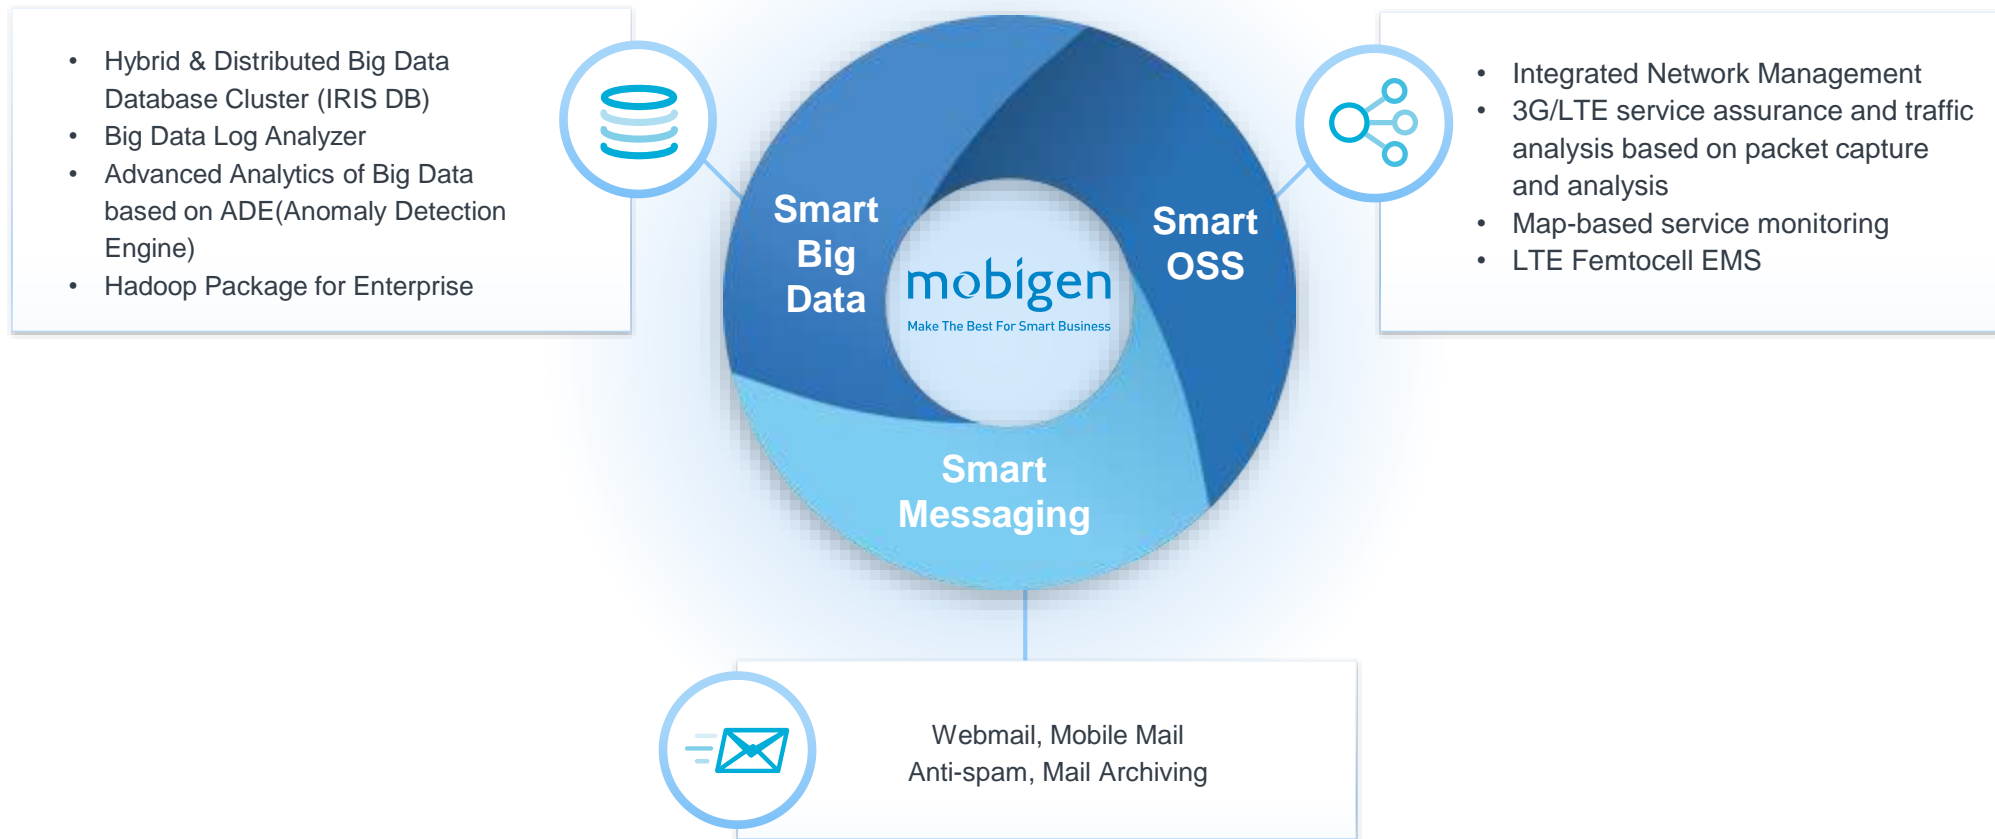 • Hybrid & Distributed Big Data
Database Cluster (IRIS DB)
• Big Data Log Analyzer
• Advanced Analytics of Big Data
based on ADE(Anomaly Detection
Engine)
• Hadoop Package for Enterprise
Smart
Big
Data
mobigen
Make The Best For Smart Business
Smart
OSS
• Integrated Network Management
• 3G/LTE service assurance and traffic
analysis based on packet capture
and analysis
• Map-based service monitoring
• LTE Femtocell EMS
Smart
Messaging
Webmail, Mobile Mail
Anti-spam, Mail Archiving